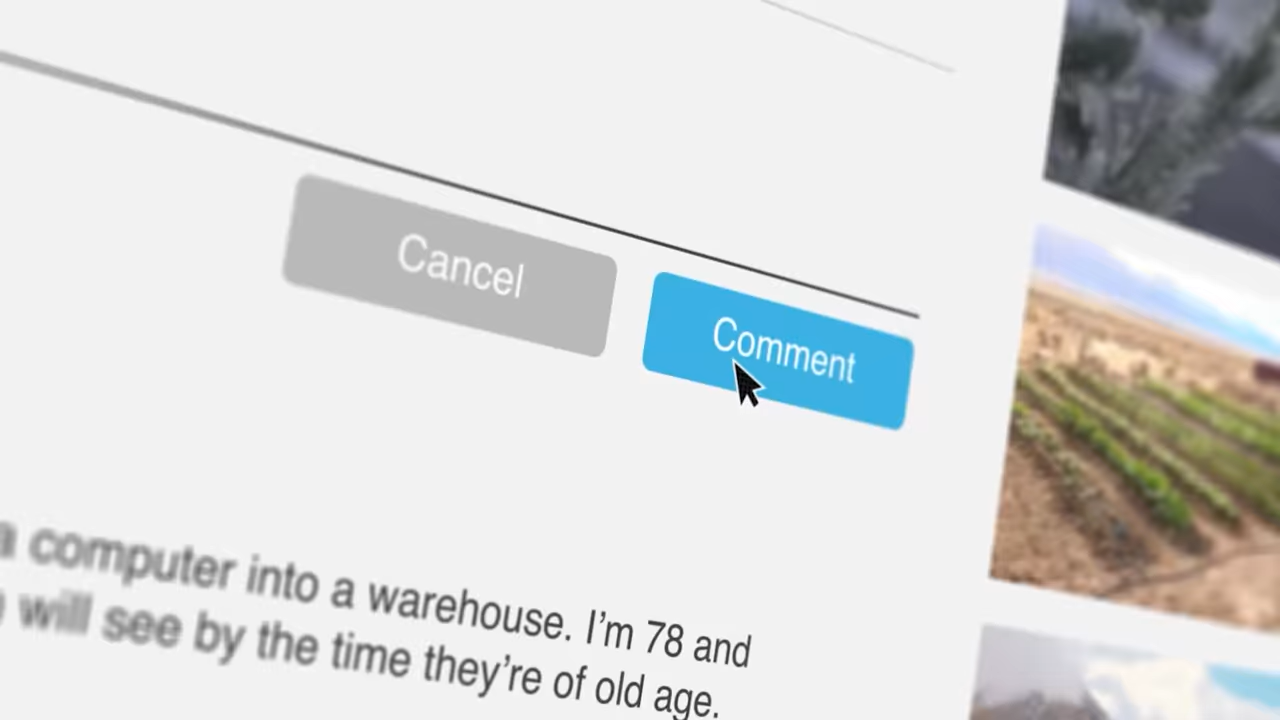 Cancel
Comment
a computer into a warehouse. I’m 78 and
will see by the time they’re of old age.